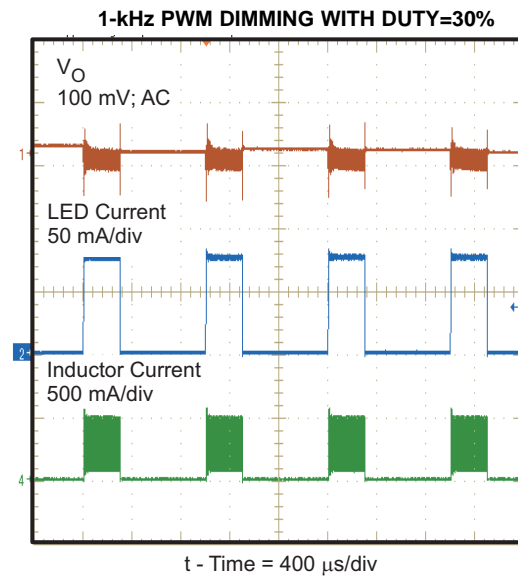 1-kHz PWM DIMMING WITH DUTY=30%
V_O
100 mV; AC
1
LED Current
50 mA/div
2
Inductor Current
500 mA/div
4
t - Time = 400 μs/div